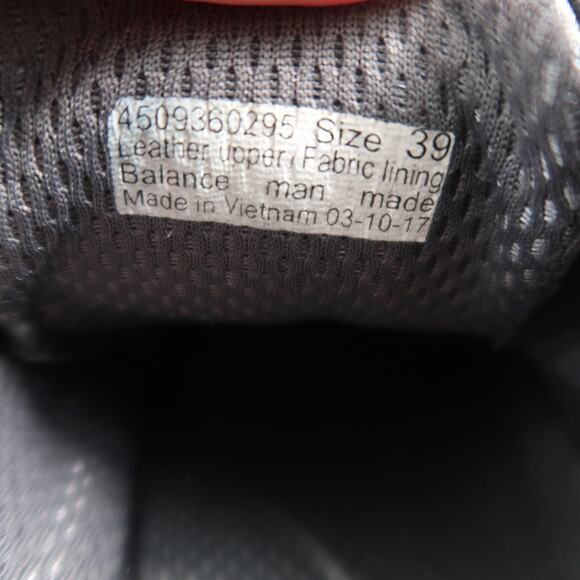 4509360295 Size 39
Leather upper/Fabric lining
Balance man made
Made in Vietnam 03-10-17